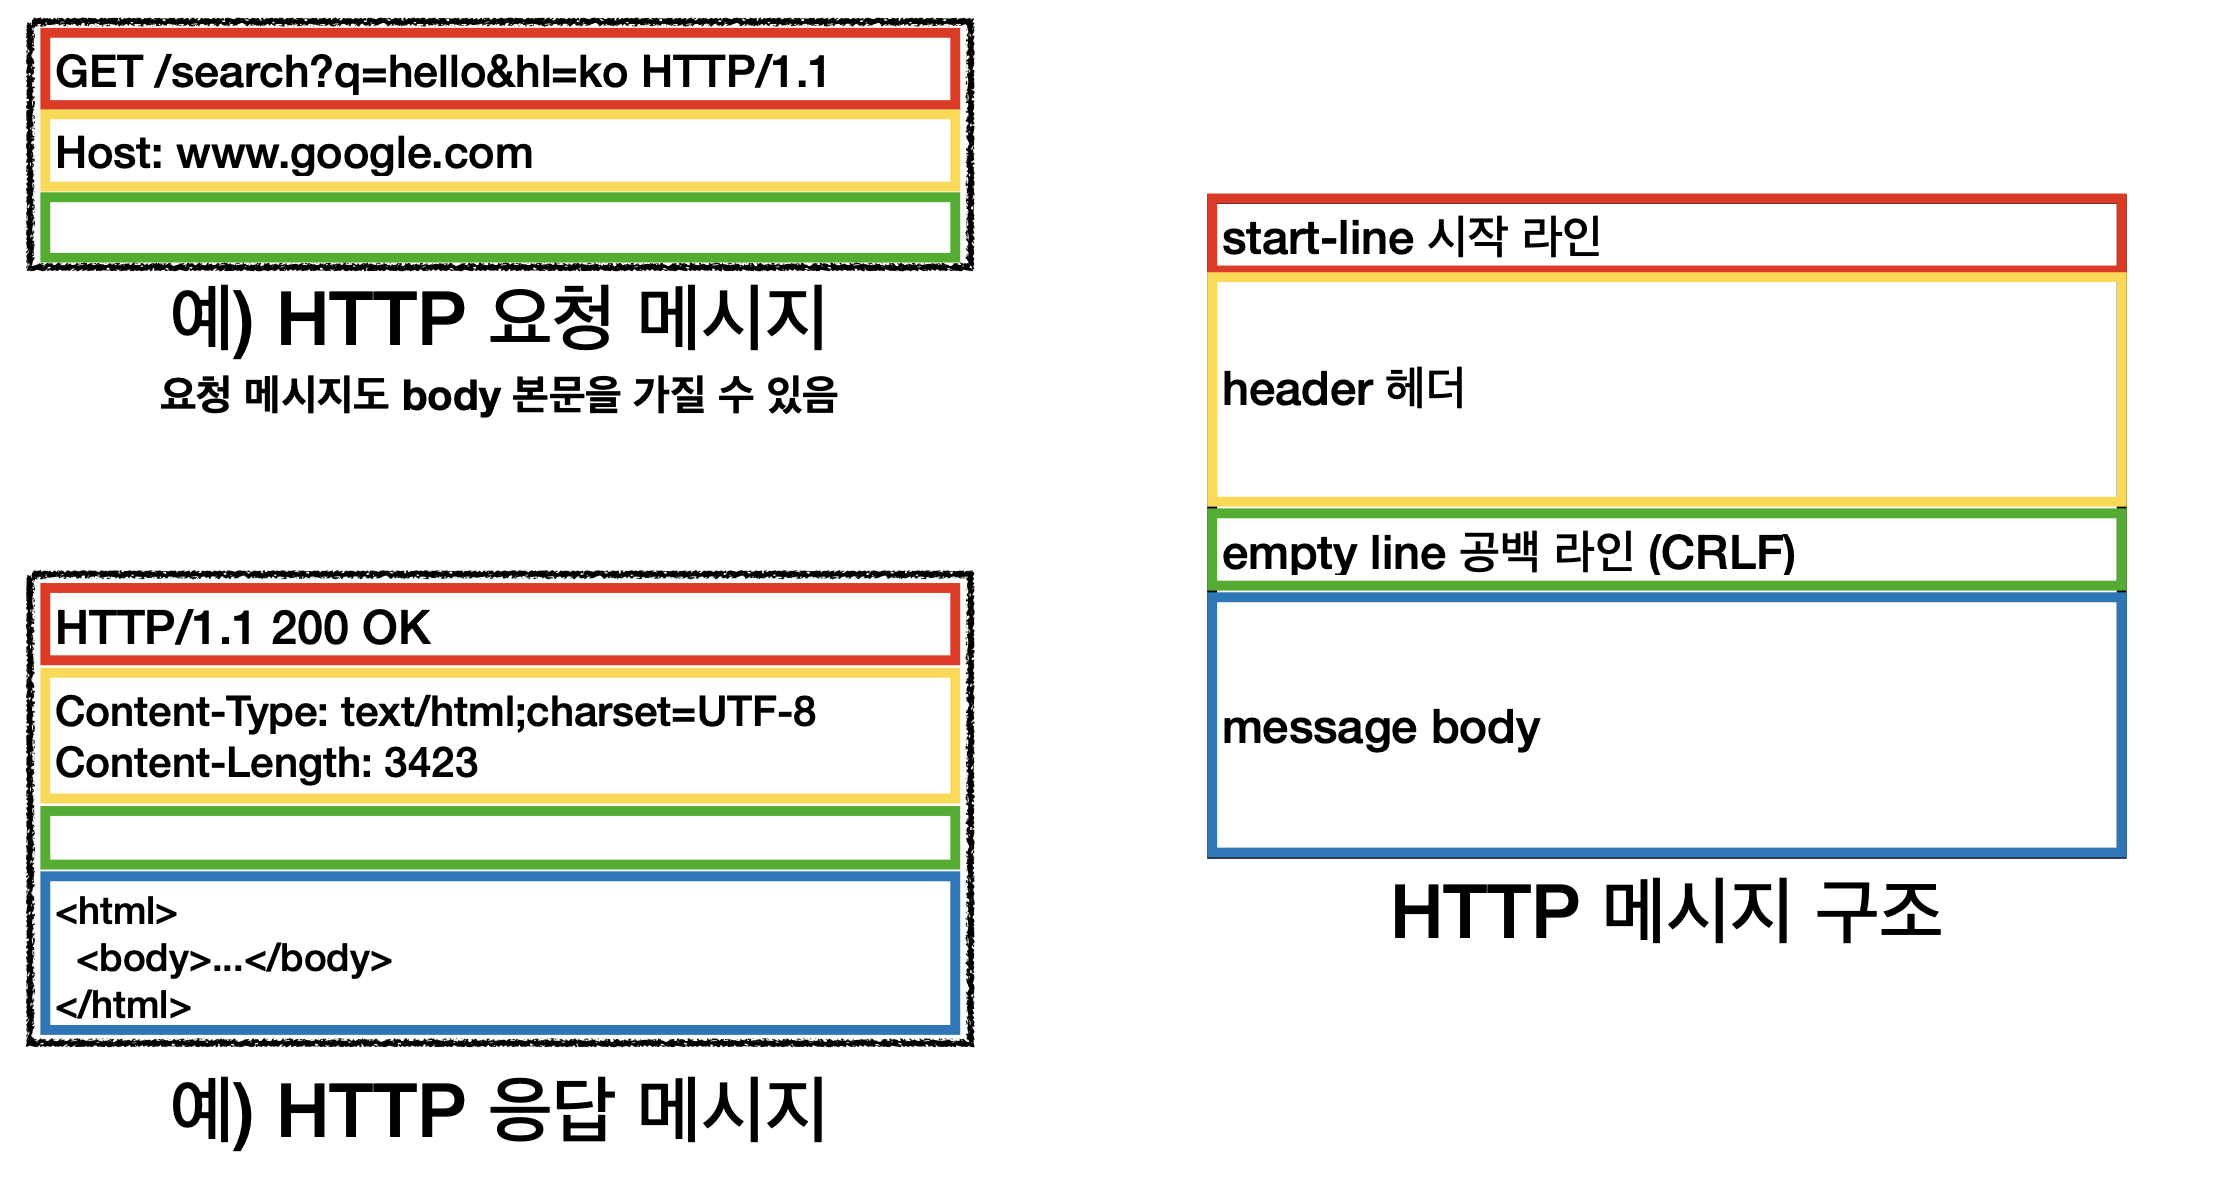 GET /search?q=hello&hl=ko HTTP/1.1
Host: www.google.com
예) HTTP 요청 메시지
요청 메시지도 body 본문을 가질 수 있음
HTTP/1.1 200 OK
Content-Type: text/html;charset=UTF-8
Content-Length: 3423
<html>
  <body>...</body>
</html>
예) HTTP 응답 메시지
start-line 시작 라인
header 헤더
empty line 공백 라인 (CRLF)
message body
HTTP 메시지 구조